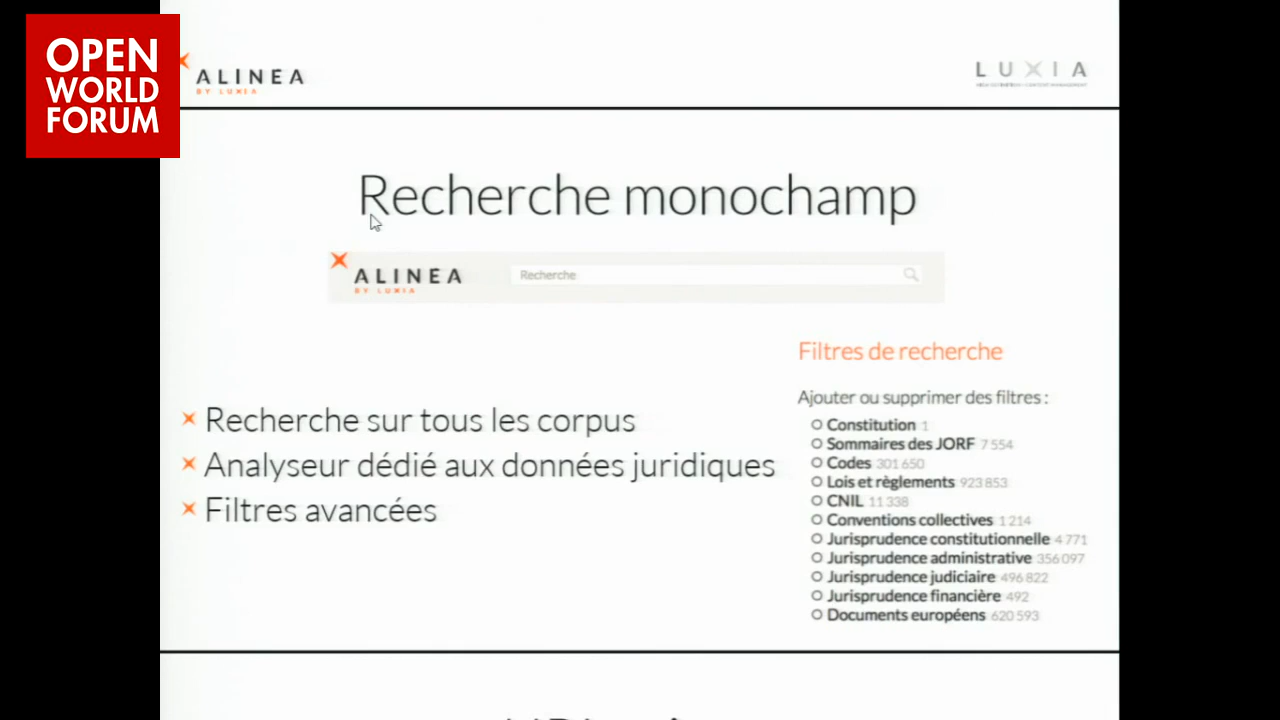 OPEN
WORLD
FORUM
ALINEA
BY LUXIA
LUXIA
Recherche monochamp
ALINEA
BY LUXIA
Recherche
Filtres de recherche
Ajouter ou supprimer des filtres :
Constitution 1
Sommaires des JORF 7 554
Codes 301 650
Lois et règlements 923 853
CNIL 11 338
Conventions collectives 1 214
Jurisprudence constitutionnelle 4 771
Jurisprudence administrative 356 097
Jurisprudence judiciaire 496 822
Jurisprudence financière 492
Documents européens 620 593
Recherche sur tous les corpus
Analyseur dédié aux données juridiques
Filtres avancées